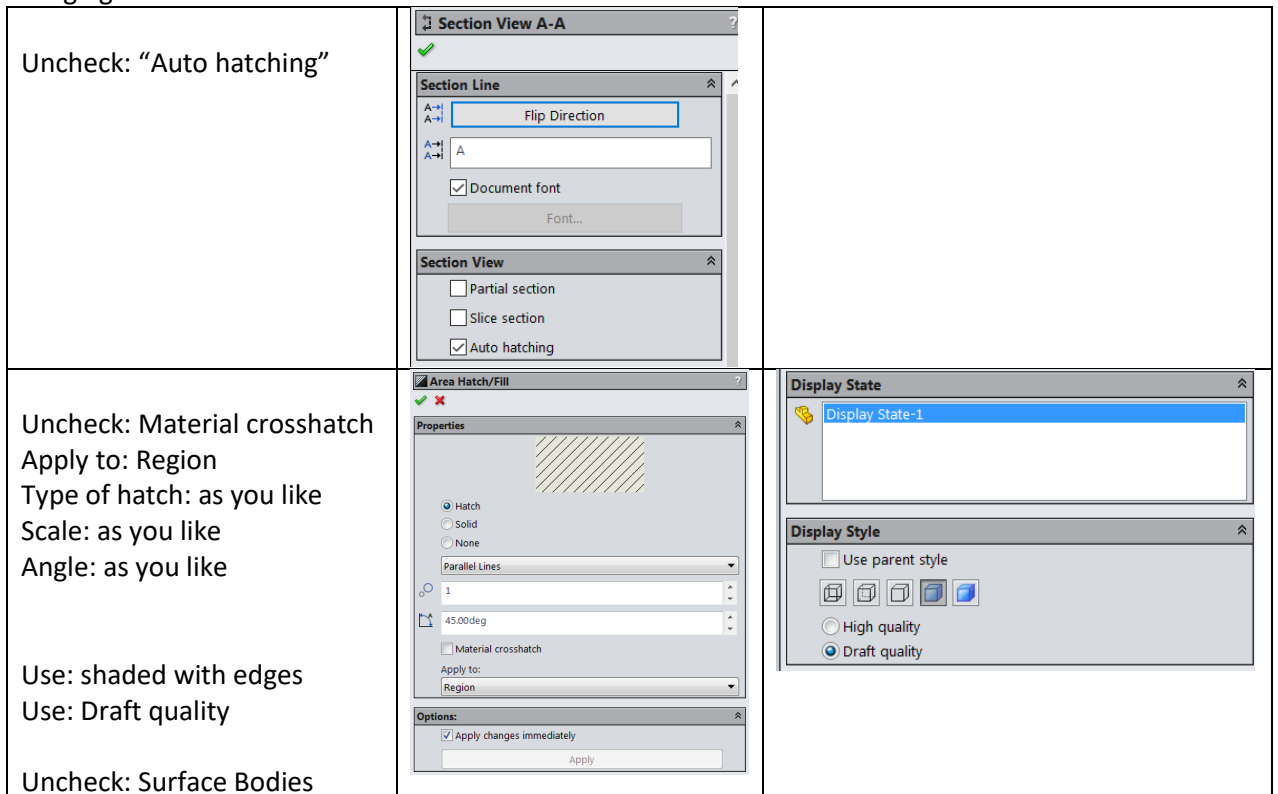 Uncheck: “Auto hatching”
Section View A-A
?
Section Line
A
A
Flip Direction
A
A
A
Document font
Font...
Section View
Partial section
Slice section
Auto hatching
Uncheck: Material crosshatch
Apply to: Region
Type of hatch: as you like
Scale: as you like
Angle: as you like
Use: shaded with edges
Use: Draft quality
Uncheck: Surface Bodies
Area Hatch/Fill
?
Properties
Hatch
Solid
None
Parallel Lines
1
45.00deg
Material crosshatch
Apply to:
Region
Options:
Apply changes immediately
Apply
Display State
Display State-1
Display Style
Use parent style
High quality
Draft quality